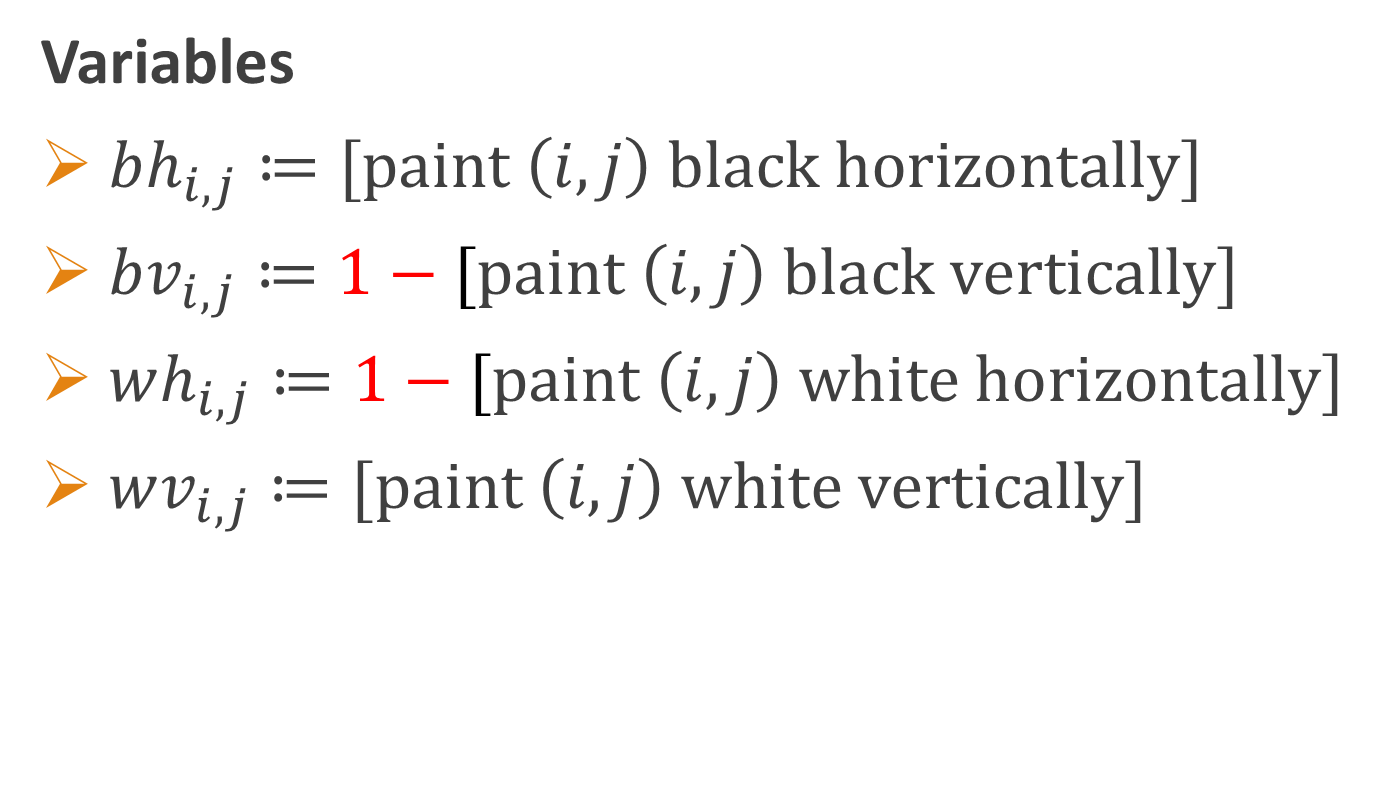 Variables
➢ bh_{i,j} ≔ [paint (i, j) black horizontally]
➢ bv_{i,j} ≔ 1 − [paint (i, j) black vertically]
➢ wh_{i,j} ≔ 1 − [paint (i, j) white horizontally]
➢ wv_{i,j} ≔ [paint (i, j) white vertically]